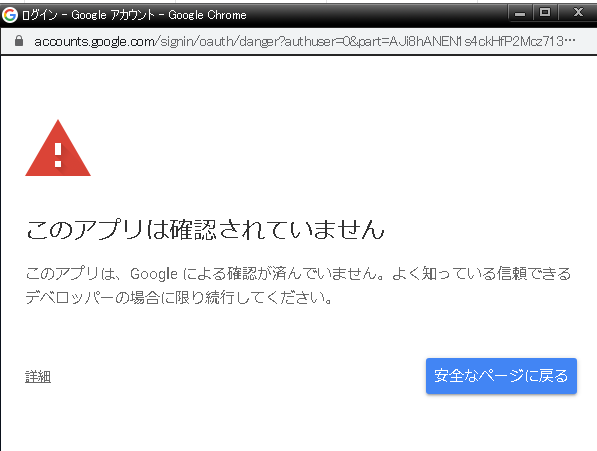 ログイン - Google アカウント - Google Chrome
accounts.google.com/signin/oauth/danger?authuser=0&part=AJi8hANEN1s4ckHfP2Mcz713…
このアプリは確認されていません
このアプリは、Google による確認が済んでいません。よく知っている信頼できる
デベロッパーの場合に限り続行してください。
詳細
安全なページに戻る